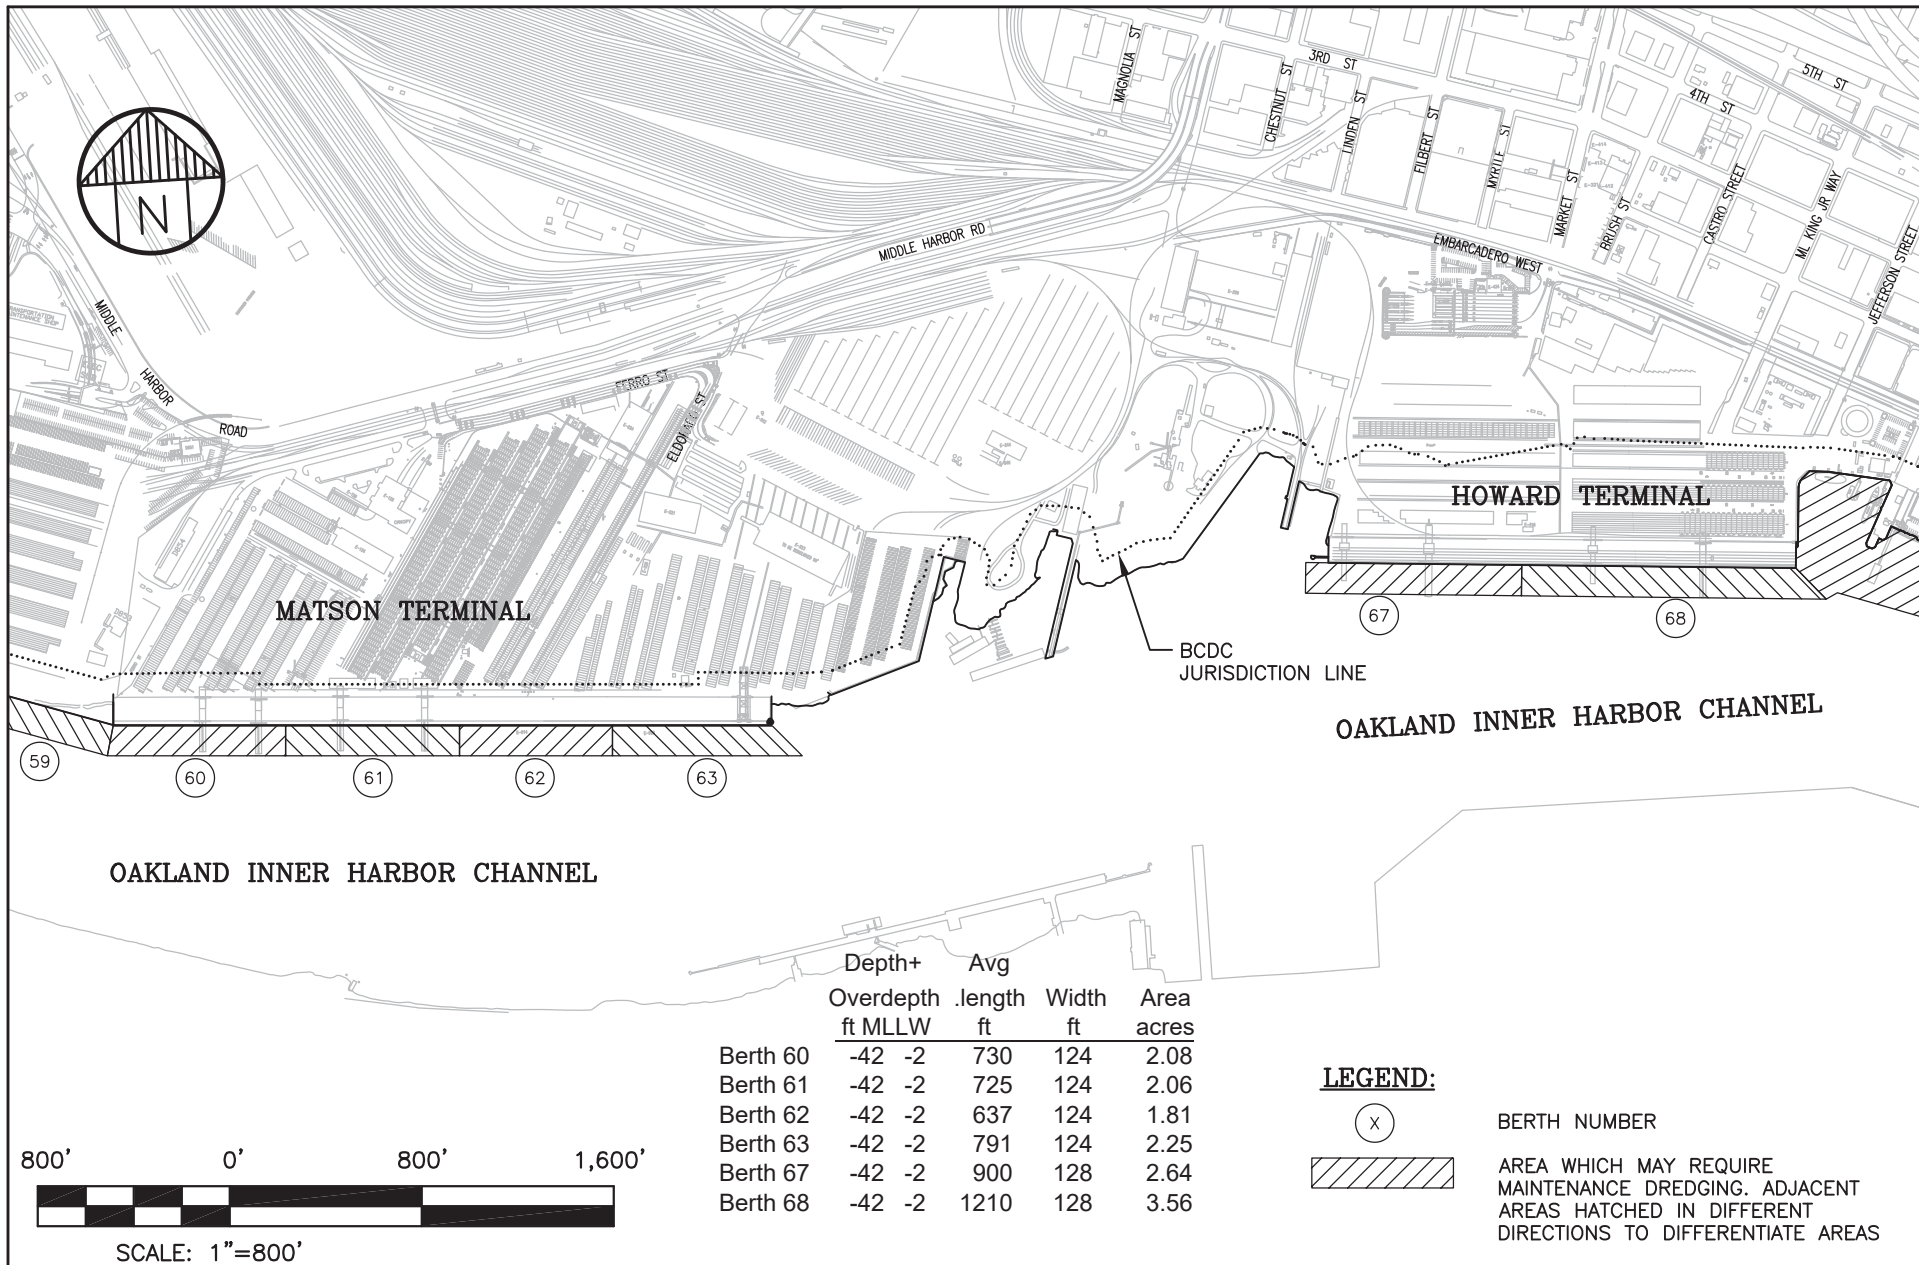 MAGNOLIA ST
3RD ST
CHESTNUT ST
LINDEN ST
FILBERT ST
MYRTLE ST
MARKET ST
BRUSH ST
CASTRO STREET
4TH ST
5TH ST
ML KING JR WAY
JEFFERSON STREET
N
MIDDLE HARBOR RD
EMBARCADERO WEST
MIDDLE
HARBOR
ROAD
FERRO ST
HOWARD TERMINAL
MATSON TERMINAL
67
68
BCDC
JURISDICTION LINE
OAKLAND INNER HARBOR CHANNEL
59
60
61
62
63
OAKLAND INNER HARBOR CHANNEL
Depth+ Avg
Overdepth .length Width Area
ft MLLW ft ft acres
Berth 60 -42 -2 730 124 2.08
Berth 61 -42 -2 725 124 2.06
Berth 62 -42 -2 637 124 1.81
Berth 63 -42 -2 791 124 2.25
Berth 67 -42 -2 900 128 2.64
Berth 68 -42 -2 1210 128 3.56
800' 0' 800' 1,600'
SCALE: 1"=800'
LEGEND:
X BERTH NUMBER
AREA WHICH MAY REQUIRE
MAINTENANCE DREDGING. ADJACENT
AREAS HATCHED IN DIFFERENT
DIRECTIONS TO DIFFERENTIATE AREAS